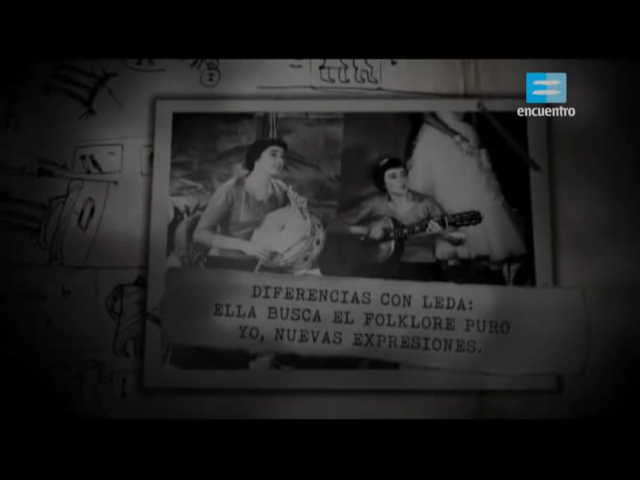 encuentro
DIFERENCIAS CON LEDA:
ELLA BUSCA EL FOLKLORE PURO
YO, NUEVAS EXPRESIONES.